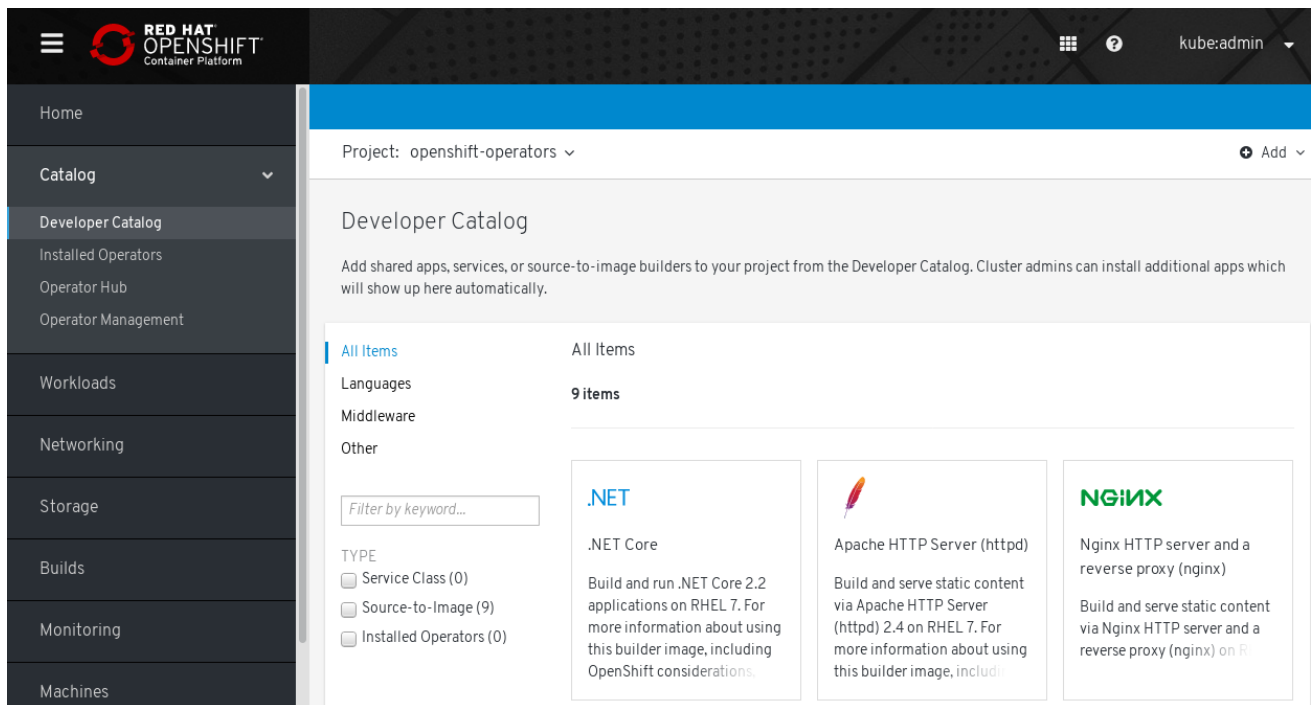 RED HAT
OPENSHIFT
Container Platform
kube:admin
Home
Catalog
Developer Catalog
Installed Operators
Operator Hub
Operator Management
Workloads
Networking
Storage
Builds
Monitoring
Machines
Project: openshift-operators
Add
Developer Catalog
Add shared apps, services, or source-to-image builders to your project from the Developer Catalog. Cluster admins can install additional apps which
will show up here automatically.
All Items
Languages
Middleware
Other
Filter by keyword...
TYPE
Service Class (0)
Source-to-Image (9)
Installed Operators (0)
All Items
9 items
.NET
.NET Core
Build and run .NET Core 2.2
applications on RHEL 7. For
more information about using
this builder image, including
OpenShift considerations,
Apache HTTP Server (httpd)
Build and serve static content
via Apache HTTP Server
(httpd) 2.4 on RHEL 7. For
more information about using
this builder image,
NGINX
Nginx HTTP server and a
reverse proxy (nginx)
Build and serve static content
via Nginx HTTP server and a
reverse proxy (nginx) on